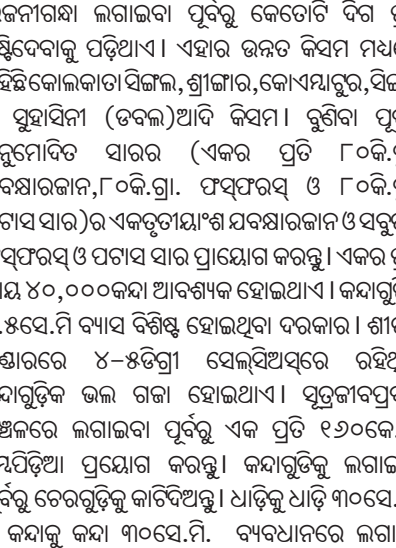 ରଜନୀଗନ୍ଧା ଲଗାଇବା ପୂର୍ବରୁ କେତୋଟି ଦିଗ
ଷ୍ଟିଦେବାକୁ ପଡ଼ିଥାଏ। ଏହାର ଉନ୍ନତ କିସମ ମଧ
ହିଛି କୋଲକାତା ସିଙ୍ଗଲ, ଶ୍ରୀଙ୍ଗାର, କୋଏମ୍ବାଟୁର, ସିଙ୍
ସୁହାସିନୀ (ଡବଲ)ଆଦି କିସମ। ବୁଣିବା ପୂ
ନୁମୋଦିତ ସାରର (ଏକର ପ୍ରତି ୮୦କି.
ବକ୍ଷାରଜାନ,୮୦କି.ଗ୍ରା. ଫସ୍‌ଫରସ୍ ଓ ୮୦କି.
ଟାସ ସାର)ର ଏକତୃତୀୟାଂଶ ଯବକ୍ଷାରଜାନ ଓ ସବୁ
ସ୍‌ଫରସ୍ ଓ ପଟାସ ସାର ପ୍ରାୟୋଗ କରନ୍ତୁ। ଏକର
ୟ ୪୦,୦୦୦କନ୍ଦା ଆବଶ୍ୟକ ହୋଇଥାଏ। କନ୍ଦାଗୁ
.୫ସେ.ମି ବ୍ୟାସ ବିଶିଷ୍ଟ ହୋଇଥିବା ଦରକାର। ଶୀ
ଣ୍ଡାରରେ ୪–୫ଡିଗ୍ରୀ ସେଲ୍‌ସିଅସ୍‌ରେ ରହି
ନ୍ଦାଗୁଡ଼ିକ ଭଲ ଗଜା ହୋଇଥାଏ। ସୂତ୍ରଜୀବପ୍ର
ଞ୍ଚଳରେ ଲଗାଇବା ପୂର୍ବରୁ ଏକ ପ୍ରତି ୧୬୦କେ.
ମ୍ବପିଡ଼ିଆ ପ୍ରୟୋଗ କରନ୍ତୁ। କନ୍ଦାଗୁଡିକୁ ଲଗାଇ
ର୍ବରୁ ଚେରଗୁଡ଼ିକୁ କାଟିଦିଅନ୍ତୁ। ଧାଡ଼ିକୁ ଧାଡ଼ି ୩୦ସେ.
କନ୍ଦାକୁ କନ୍ଦା ୩୦ସେ.ମି. ବ୍ୟବଧାନରେ ଲଗା